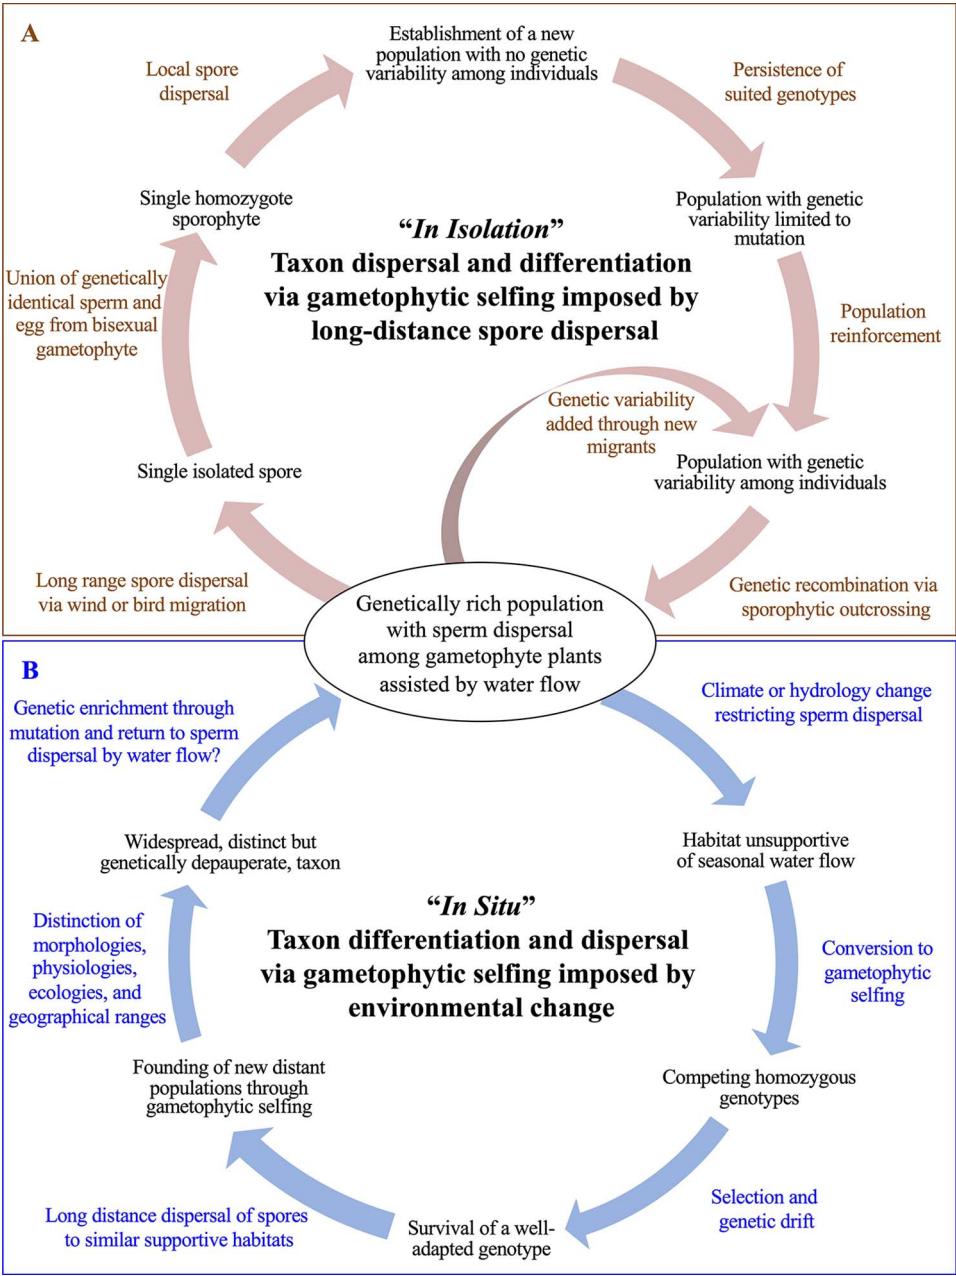 A
Establishment of a new
population with no genetic
variability among individuals
Local spore
dispersal
Persistence of
suited genotypes
Single homozygote
sporophyte
Population with genetic
variability limited to
mutation
“In Isolation”
Taxon dispersal and differentiation
via gametophytic selfing imposed by
long-distance spore dispersal
Union of genetically
identical sperm and
egg from bisexual
gametophyte
Population
reinforcement
Genetic variability
added through new
migrants
Single isolated spore
Population with genetic
variability among individuals
Long range spore dispersal
via wind or bird migration
Genetic recombination via
sporophytic outcrossing
Genetically rich population
with sperm dispersal
among gametophyte plants
assisted by water flow
B
Climate or hydrology change
restricting sperm dispersal
Genetic enrichment through
mutation and return to sperm
dispersal by water flow?
Widespread, distinct but
genetically depauperate, taxon
Habitat unsupportive
of seasonal water flow
“In Situ”
Taxon differentiation and dispersal
via gametophytic selfing imposed by
environmental change
Distinction of
morphologies,
physiologies,
ecologies, and
geographical ranges
Conversion to
gametophytic
selfing
Founding of new distant
populations through
gametophytic selfing
Competing homozygous
genotypes
Long distance dispersal of spores
to similar supportive habitats
Selection and
genetic drift
Survival of a well-
adapted genotype